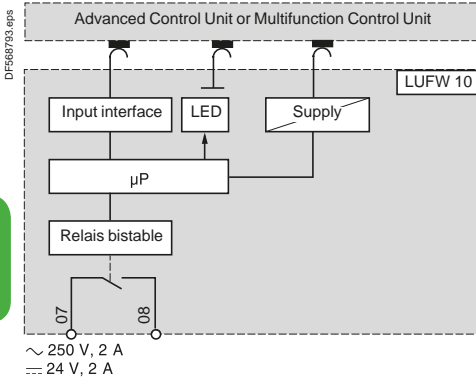 DF568793.eps
Advanced Control Unit or Multifunction Control Unit
LUFW 10
Input interface
LED
Supply
µP
Relais bistable
07
08
250 V, 2 A
24 V, 2 A